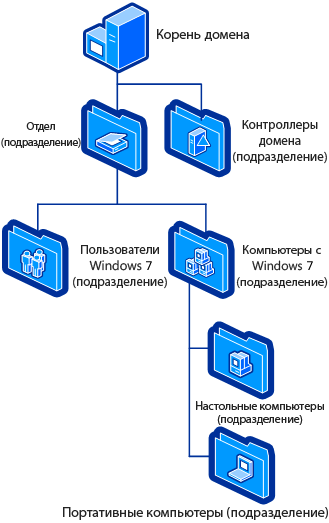 Корень домена
Отдел
(подразделение)
Контроллеры
домена
(подразделение)
Пользователи
Windows 7
(подразделение)
Компьютеры с
Windows 7
(подразделение)
Настольные компьютеры
(подразделение)
Портативные компьютеры (подразделение)